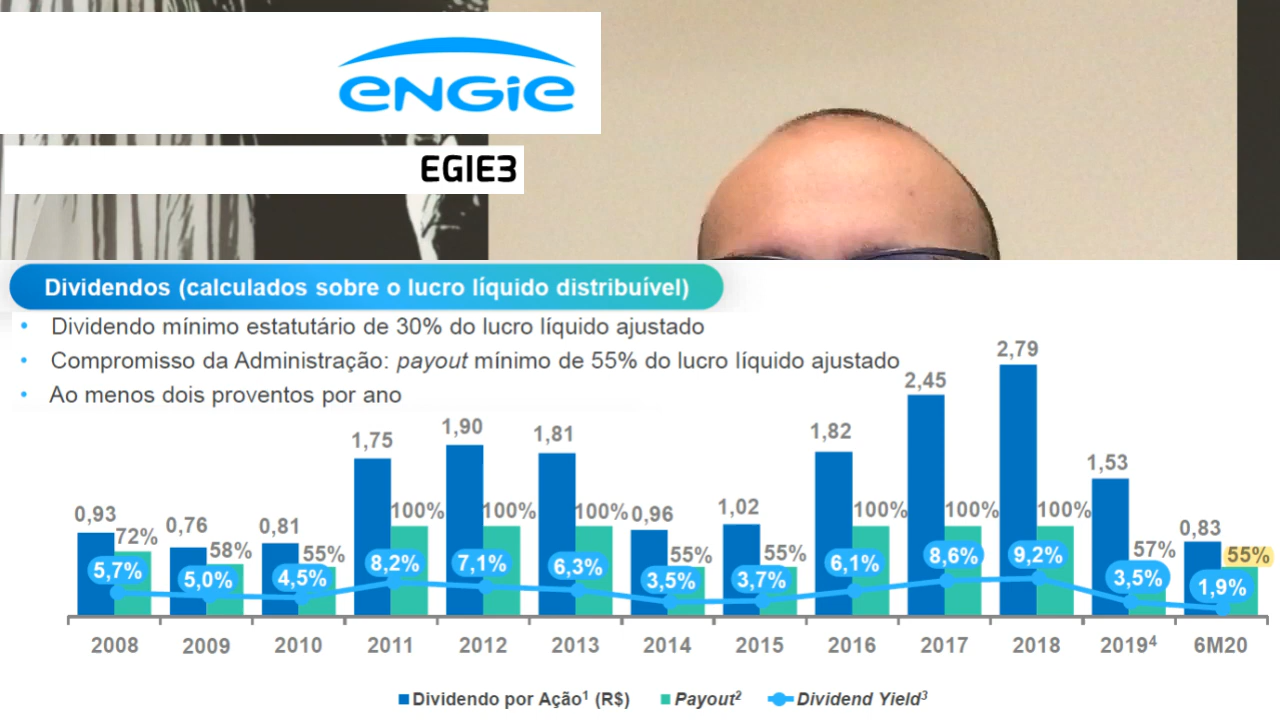 ENGIE
EGIE3
Dividendos (calculados sobre o lucro líquido distribuível)
• Dividendo mínimo estatutário de 30% do lucro líquido ajustado
• Compromisso da Administração: payout mínimo de 55% do lucro líquido ajustado
• Ao menos dois proventos por ano
0,93 72% 5,7%
0,76 58% 5,0%
0,81 55% 4,5%
1,75 100% 8,2%
1,90 100% 7,1%
1,81 100% 6,3%
0,96 55% 3,5%
1,02 55% 3,7%
1,82 100% 6,1%
2,45 100% 8,6%
2,79 100% 9,2%
1,53 57% 3,5%
0,83 55% 1,9%
2008 2009 2010 2011 2012 2013 2014 2015 2016 2017 2018 2019⁴ 6M20
Dividendo por Ação¹ (R$) Payout² Dividend Yield³